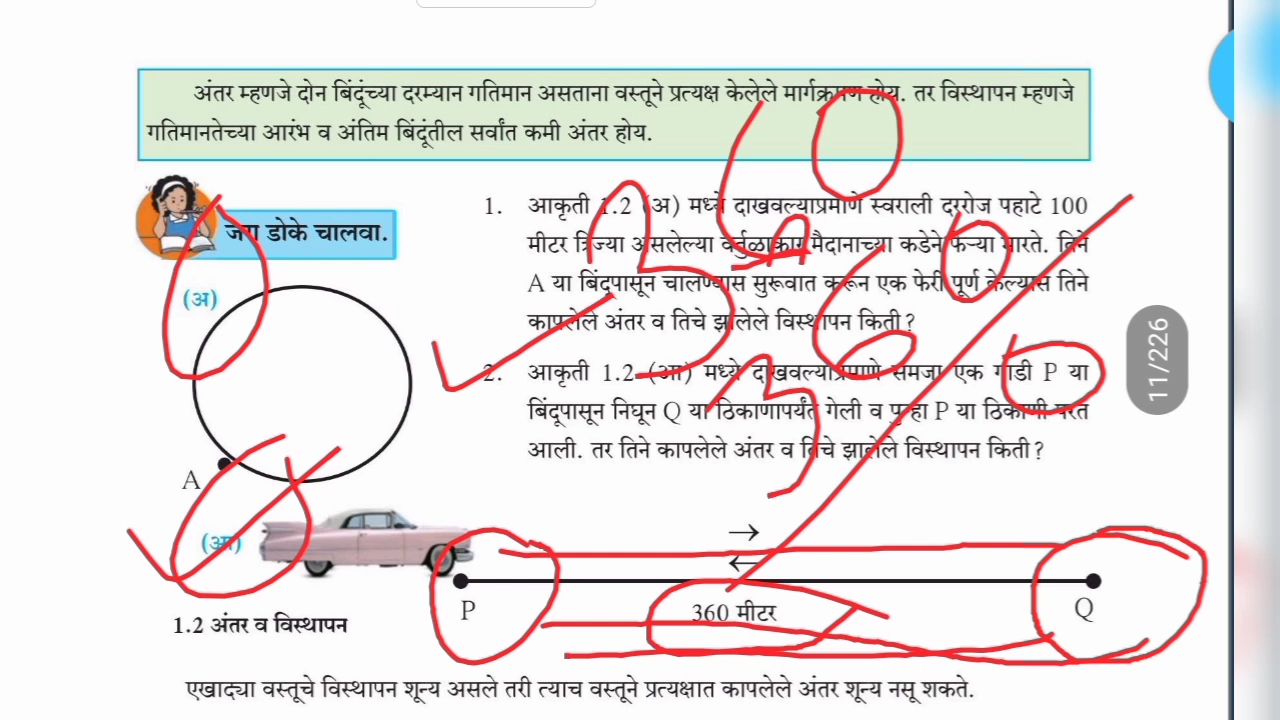 अंतर म्हणजे दोन बिंदूंच्या दरम्यान गतिमान असताना वस्तूने प्रत्यक्ष केलेले मार्गक्रमण होय. तर विस्थापन म्हणजे
गतिमानतेच्या आरंभ व अंतिम बिंदूंतील सर्वांत कमी अंतर होय.
जरा डोके चालवा.
(अ)
A
1. आकृती 1.2 (अ) मध्ये दाखवल्याप्रमाणे स्वराली दररोज पहाटे 100
मीटर त्रिज्या असलेल्या वर्तुळाकार मैदानाच्या कडेने फेऱ्या मारते. तिने
A या बिंदूपासून चालण्यास सुरूवात करून एक फेरी पूर्ण केल्यास तिने
कापलेले अंतर व तिचे झालेले विस्थापन किती?
2. आकृती 1.2 (आ) मध्ये दाखवल्याप्रमाणे समजा एक गाडी P या
बिंदूपासून निघून Q या ठिकाणापर्यंत गेली व पुन्हा P या ठिकाणी परत
आली. तर तिने कापलेले अंतर व तिचे झालेले विस्थापन किती?
360
360
(आ)
→
←
P
360 मीटर
Q
1.2 अंतर व विस्थापन
एखाद्या वस्तूचे विस्थापन शून्य असले तरी त्याच वस्तूने प्रत्यक्षात कापलेले अंतर शून्य नसू शकते.
11/226